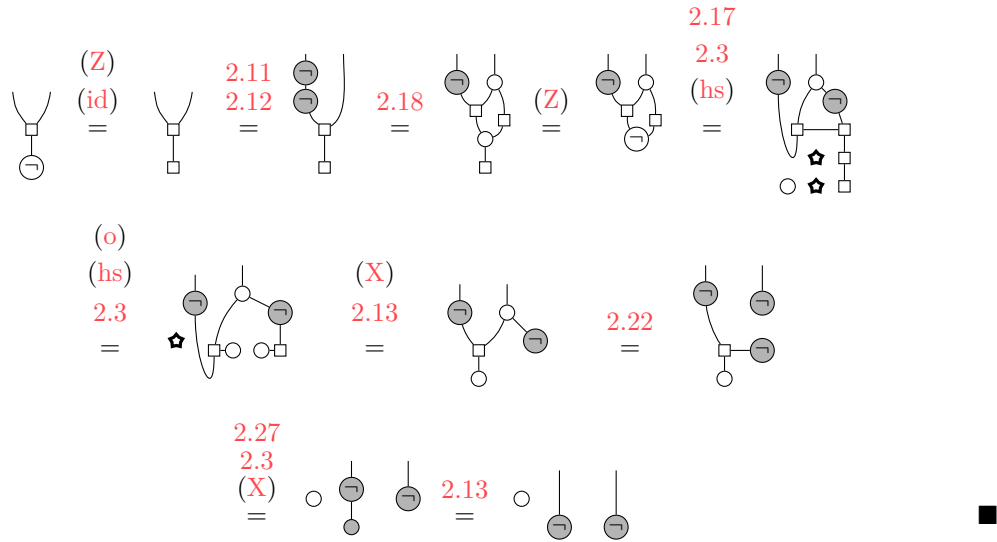 2.17
(Z) 2.3
2.11 (hs)
(id) 2.12 2.18 (Z)
= = = = =
¬ ¬ ¬ ¬ ¬ ¬ ¬ ¬
(o)
(hs) (X)
2.3 2.13 2.22
= = =
¬ ¬ ¬ ¬ ¬ ¬ ¬
2.27
2.3
(X) 2.13
= =
¬ ¬ ¬ ¬
■